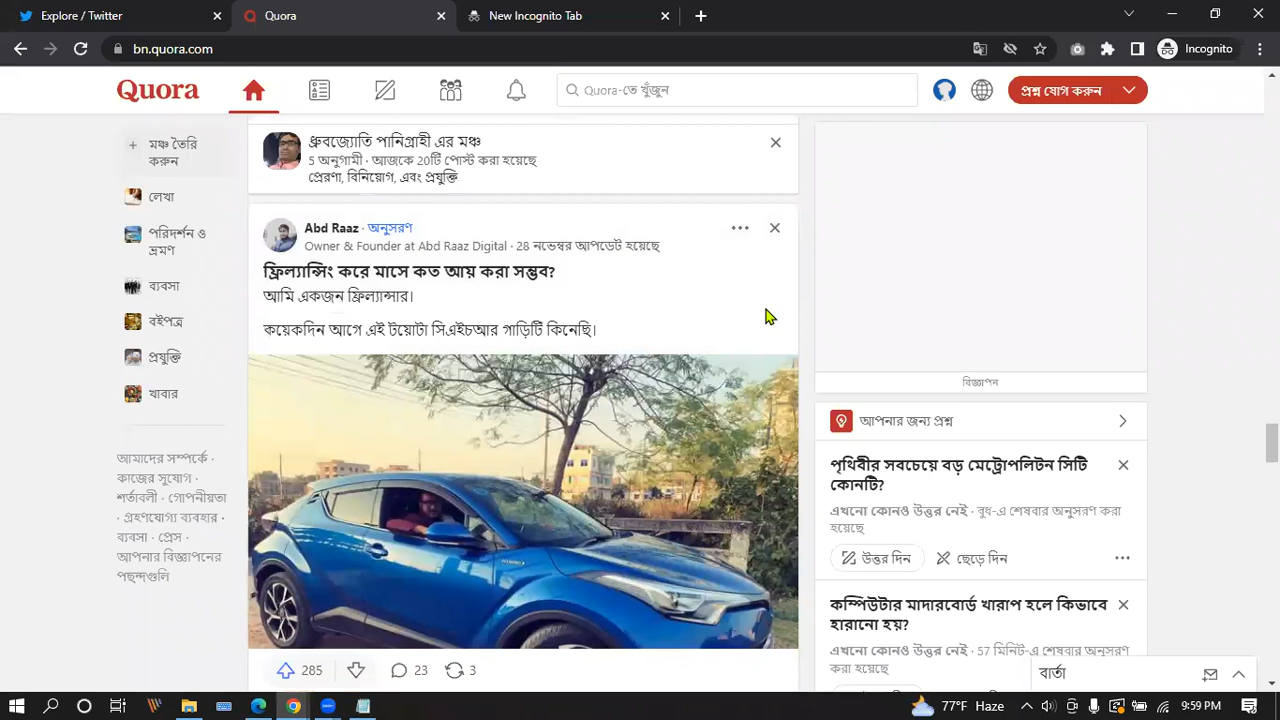 Explore / Twitter
Quora
New Incognito Tab
bn.quora.com
Incognito
Quora
Quora-তে খুঁজুন
প্রশ্ন যোগ করুন
মঞ্চ তৈরি
করুন
লেখা
পরিদর্শন ও
ভ্রমণ
ব্যবসা
বইপত্র
প্রযুক্তি
খাবার
আমাদের সম্পর্কে ·
কাজের সুযোগ ·
শর্তাবলী · গোপনীয়তা
· গ্রহণযোগ্য ব্যবহার ·
ব্যবসা · প্রেস ·
আপনার বিজ্ঞাপনের
পছন্দগুলি
ধ্রুবজ্যোতি পানিগ্রাহী এর মঞ্চ
5 অনুগামী · আজকে 20টি পোস্ট করা হয়েছে
প্রেরণা, বিনিয়োগ, এবং প্রযুক্তি
Abd Raaz · অনুসরণ
Owner & Founder at Abd Raaz Digital · 28 নভেম্বর আপডেট হয়েছে
ফ্রিল্যান্সিং করে মাসে কত আয় করা সম্ভব?
আমি একজন ফ্রিল্যান্সার।
কয়েকদিন আগে এই টয়োটা সিএইচআর গাড়িটি কিনেছি।
285
23
3
বিজ্ঞাপন
আপনার জন্য প্রশ্ন
পৃথিবীর সবচেয়ে বড় মেট্রোপলিটন সিটি
কোনটি?
এখনো কোনও উত্তর নেই · বুধ-এ শেষবার অনুসরণ করা
হয়েছে
উত্তর দিন
ছেড়ে দিন
কম্পিউটার মাদারবোর্ড খারাপ হলে কিভাবে
হারানো হয়?
এখনো কোনও উত্তর নেই · 57 মিনিট-এ শেষবার অনুসরণ
করা হয়েছে
বার্তা
77°F Haze
9:59 PM